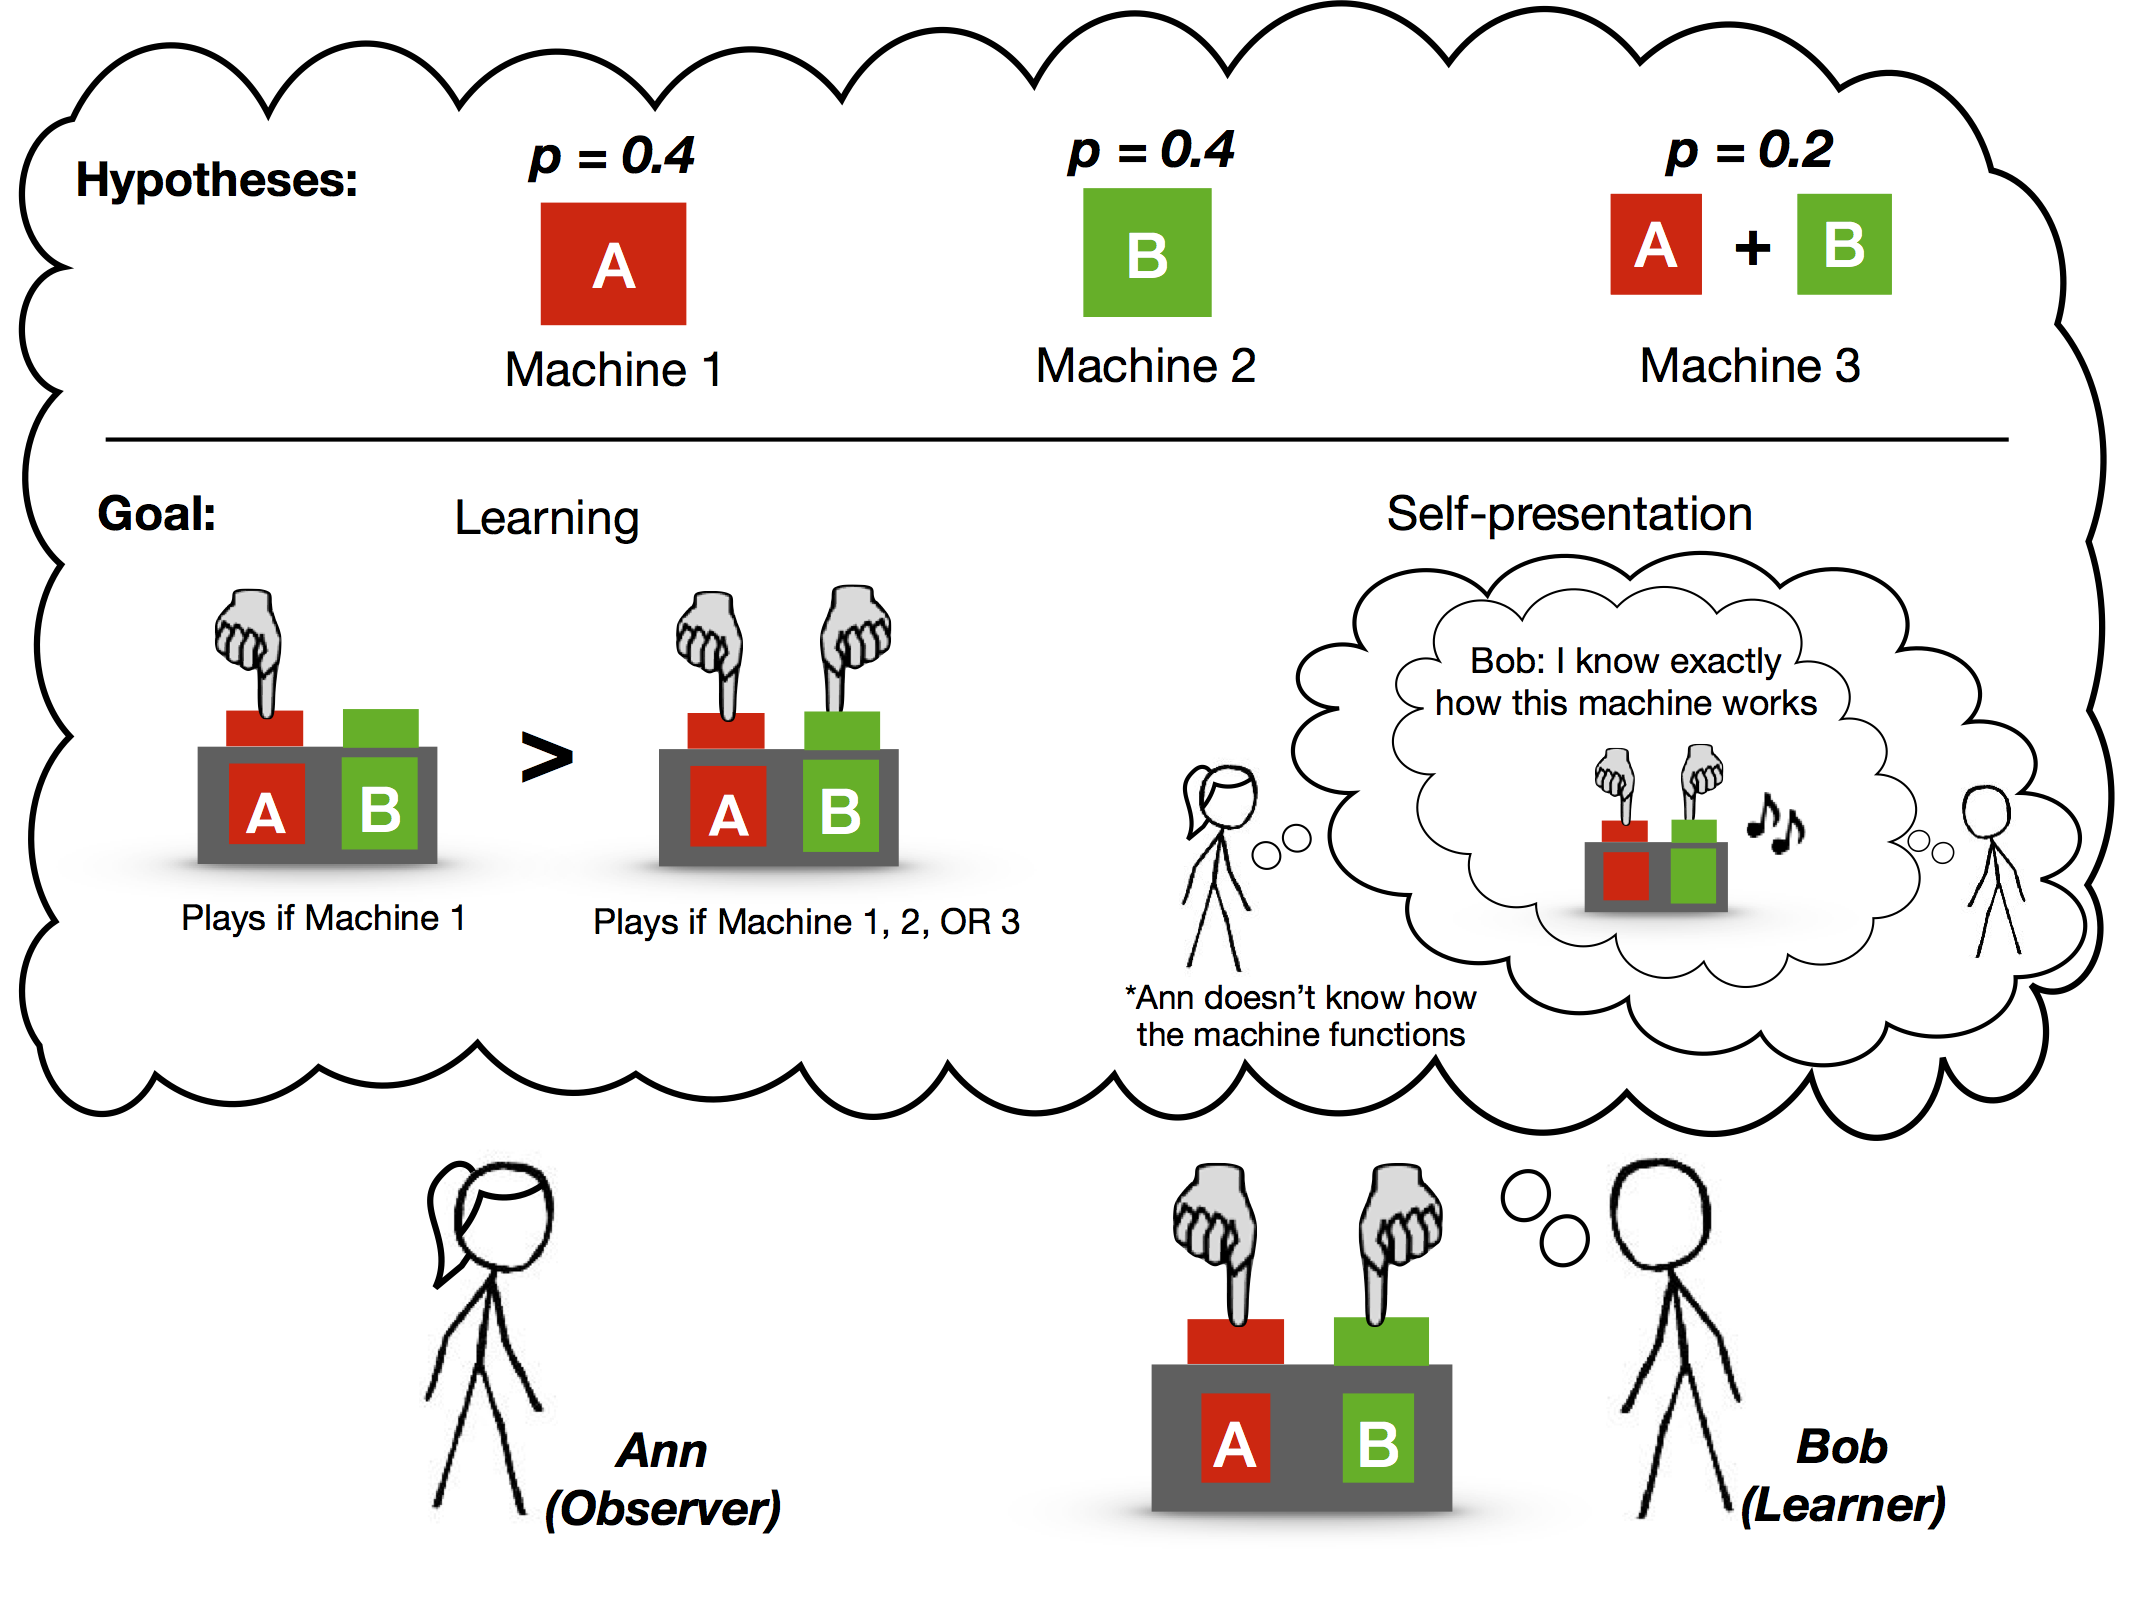 Hypotheses:
p = 0.4
p = 0.4
p = 0.2
A
B
A + B
Machine 1
Machine 2
Machine 3
Goal:
Learning
Self-presentation
A B
>
A B
Plays if Machine 1
Plays if Machine 1, 2, OR 3
Bob: I know exactly
how this machine works
*Ann doesn't know how
the machine functions
A B
Ann
(Observer)
Bob
(Learner)